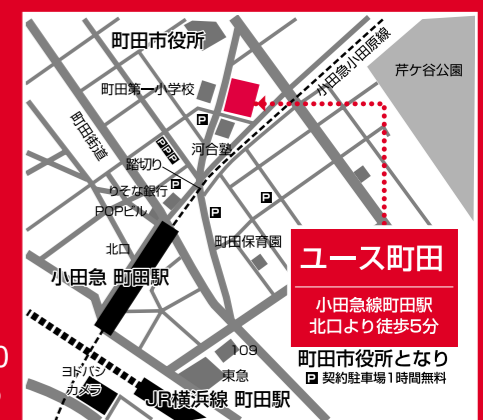 町田市役所
小田急小田原線
芹ケ谷公園
町田第一小学校
P
町田街道
河合塾
PPP
踏切り
りそな銀行
P
P
P
POPビル
北口
町田保育園
小田急 町田駅
ユース町田
小田急線町田駅
北口より徒歩5分
109
東急
町田市役所となり
P 契約駐車場1時間無料
ヨドバシ
カメラ
JR横浜線 町田駅